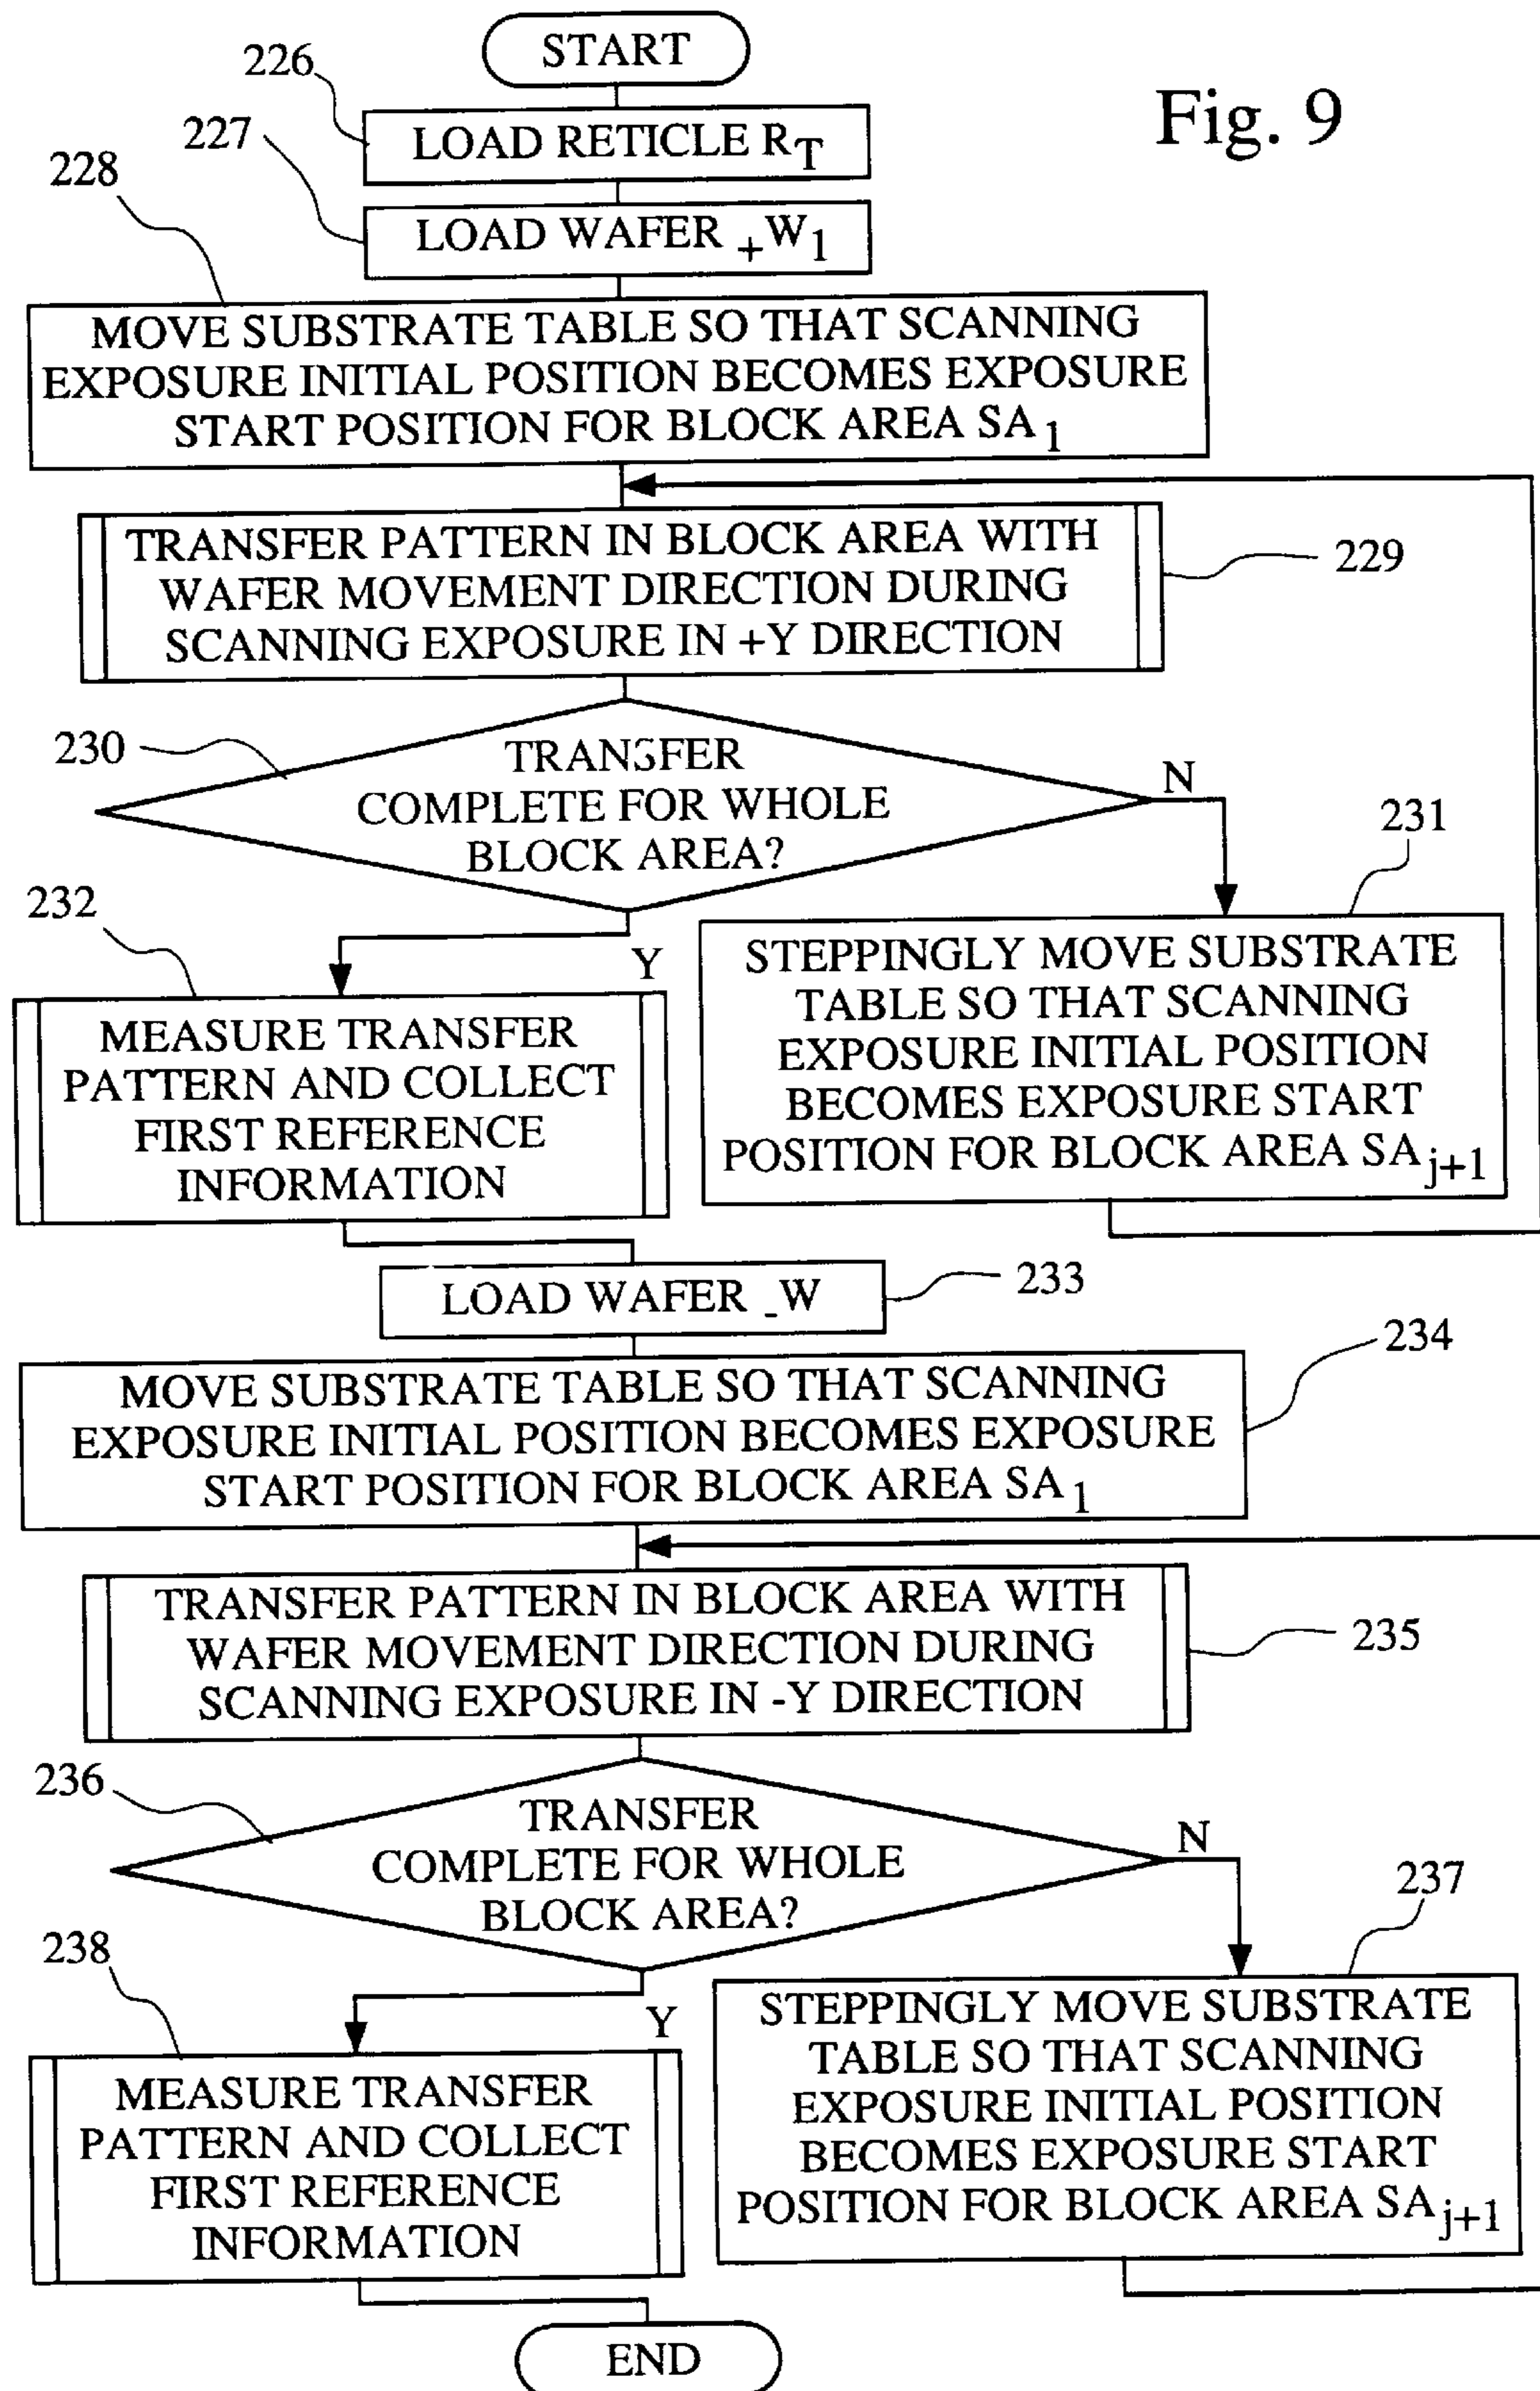 Fig. 9
START
226
LOAD RETICLE RT
227
LOAD WAFER +W1
228
MOVE SUBSTRATE TABLE SO THAT SCANNING
EXPOSURE INITIAL POSITION BECOMES EXPOSURE
START POSITION FOR BLOCK AREA SA1
TRANSFER PATTERN IN BLOCK AREA WITH
WAFER MOVEMENT DIRECTION DURING
SCANNING EXPOSURE IN +Y DIRECTION
229
230
TRANSFER
COMPLETE FOR WHOLE
BLOCK AREA?
N
231
STEPPINGLY MOVE SUBSTRATE
TABLE SO THAT SCANNING
EXPOSURE INITIAL POSITION
BECOMES EXPOSURE START
POSITION FOR BLOCK AREA SAj+1
232
Y
MEASURE TRANSFER
PATTERN AND COLLECT
FIRST REFERENCE
INFORMATION
LOAD WAFER -W
233
234
MOVE SUBSTRATE TABLE SO THAT SCANNING
EXPOSURE INITIAL POSITION BECOMES EXPOSURE
START POSITION FOR BLOCK AREA SA1
TRANSFER PATTERN IN BLOCK AREA WITH
WAFER MOVEMENT DIRECTION DURING
SCANNING EXPOSURE IN -Y DIRECTION
235
236
TRANSFER
COMPLETE FOR WHOLE
BLOCK AREA?
N
237
STEPPINGLY MOVE SUBSTRATE
TABLE SO THAT SCANNING
EXPOSURE INITIAL POSITION
BECOMES EXPOSURE START
POSITION FOR BLOCK AREA SAj+1
238
Y
MEASURE TRANSFER
PATTERN AND COLLECT
FIRST REFERENCE
INFORMATION
END